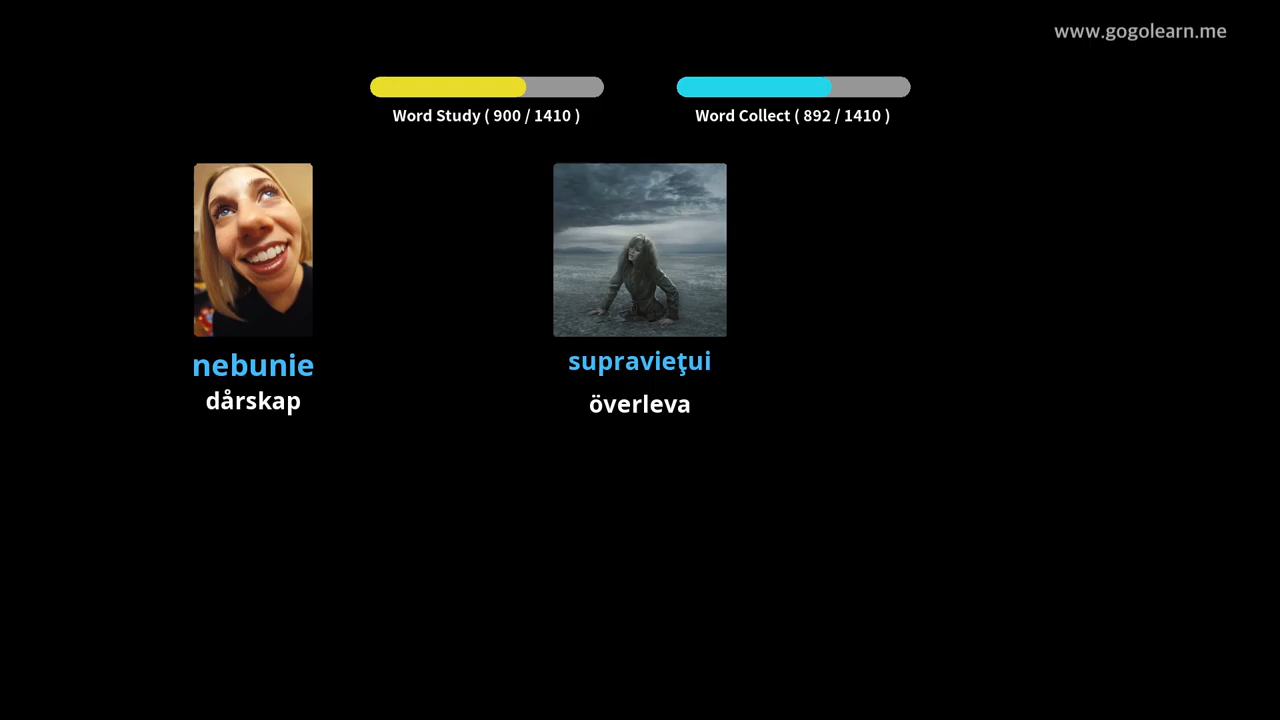 www.gogolearn.me
Word Study ( 900 / 1410 )
Word Collect ( 892 / 1410 )
nebunie
dårskap
supravieţui
överleva